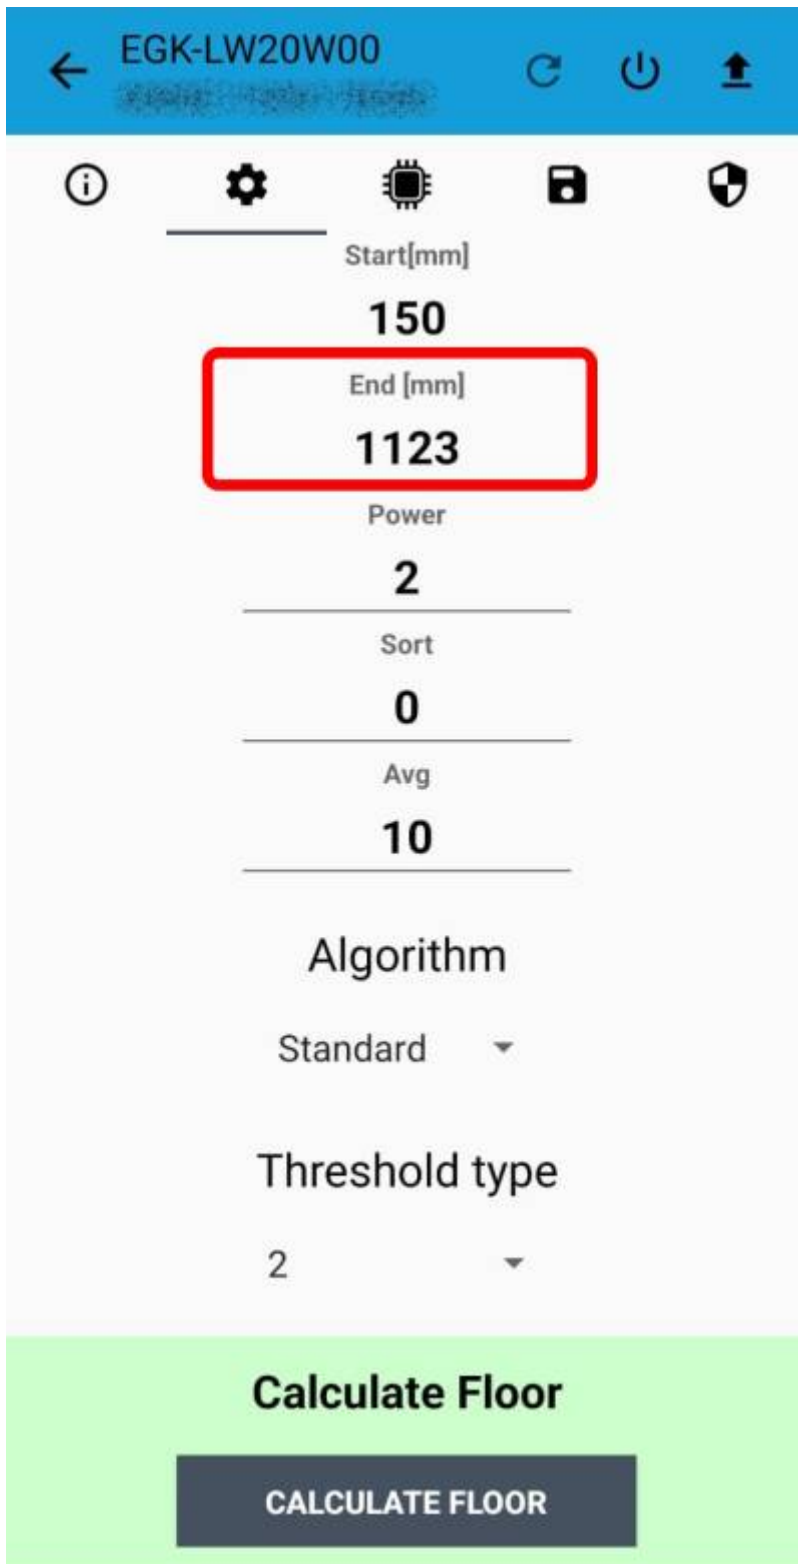 EGK-LW20W00
Start[mm]
150
End [mm]
1123
Power
2
Sort
0
Avg
10
Algorithm
Standard
Threshold type
2
Calculate Floor
CALCULATE FLOOR